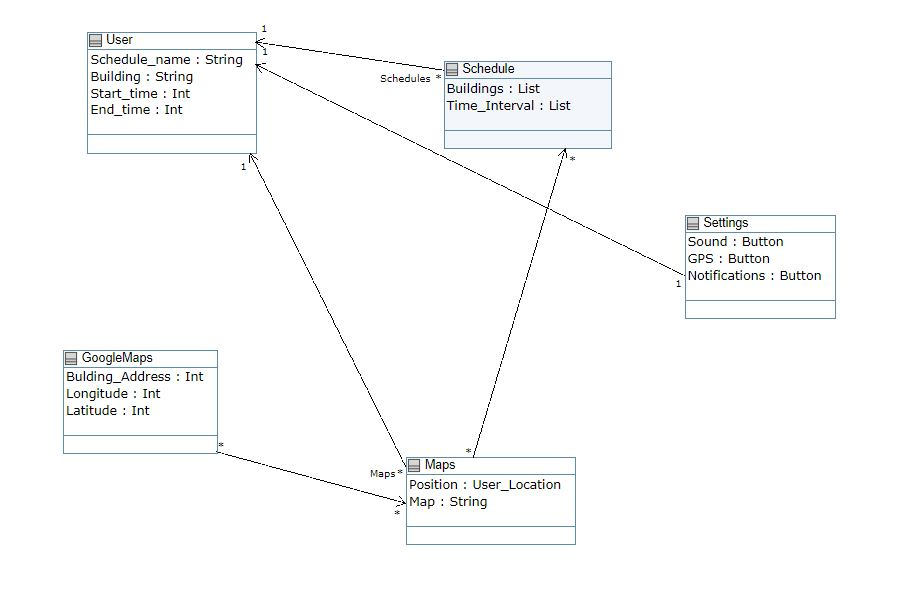 User
Schedule_name : String
Building : String
Start_time : Int
End_time : Int
1
1
1
Schedule
Buildings : List
Time_Interval : List
Schedules *
*
Settings
Sound : Button
GPS : Button
Notifications : Button
1
GoogleMaps
Bulding_Address : Int
Longitude : Int
Latitude : Int
*
Maps
Position : User_Location
Map : String
*
Maps *
*